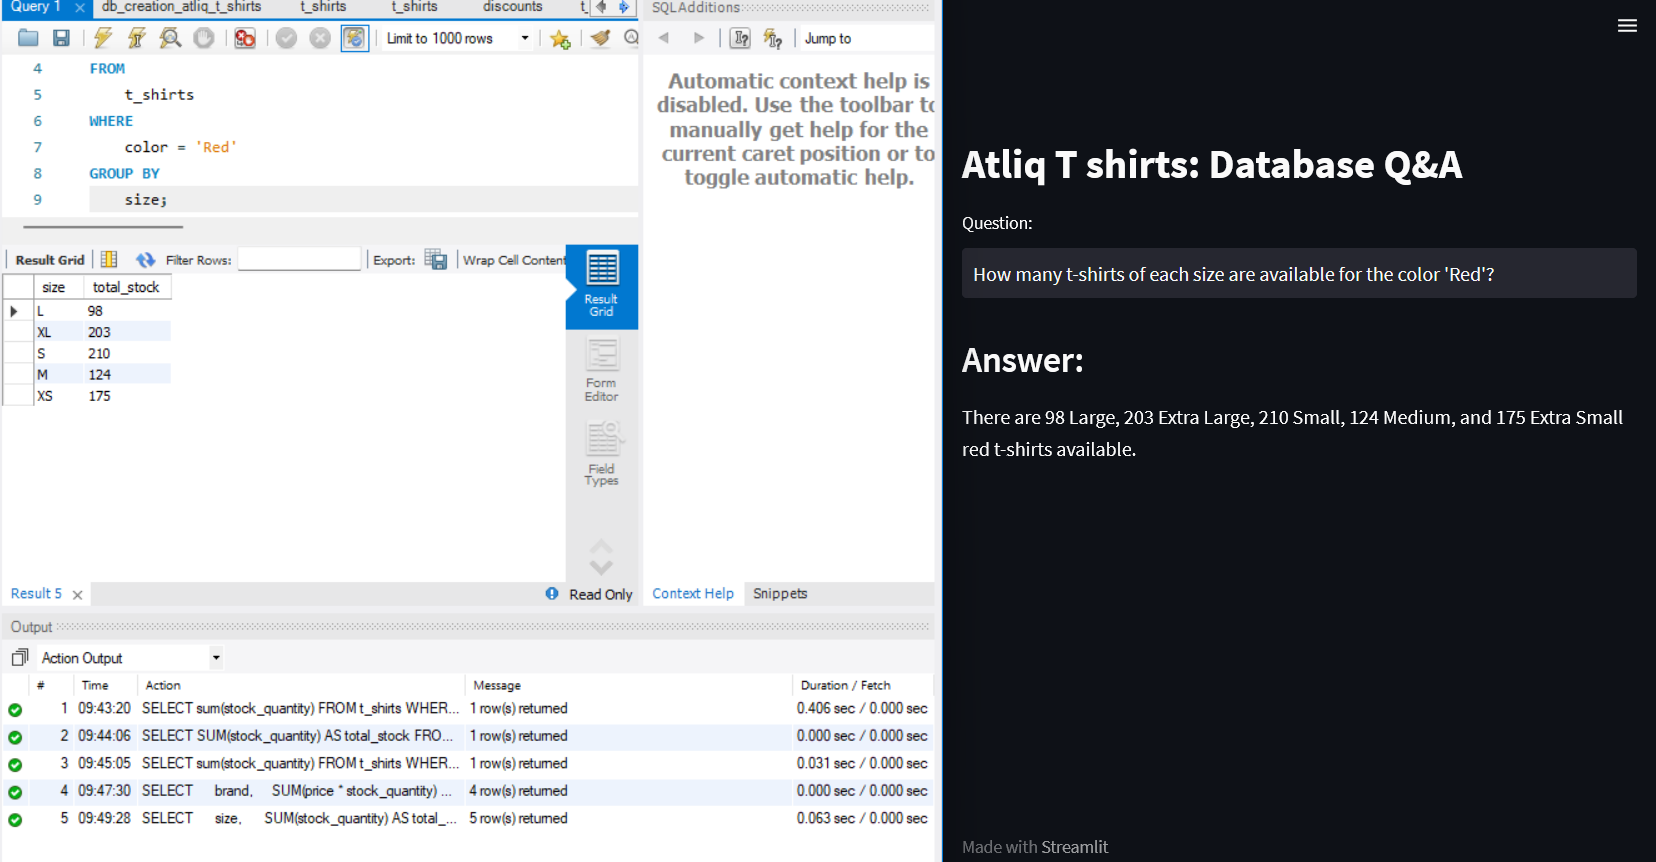 Query 1
db_creation_atliq_t_shirts
t_shirts
t_shirts
discounts
t_
Limit to 1000 rows
4 FROM
5 t_shirts
6 WHERE
7 color = 'Red'
8 GROUP BY
9 size;
Result Grid
Filter Rows:
Export:
Wrap Cell Content
size total_stock
L 98
XL 203
S 210
M 124
XS 175
Result
Grid
Form
Editor
Field
Types
Result 5
Read Only
SQLAdditions
Jump to
Automatic context help is
disabled. Use the toolbar to
manually get help for the
current caret position or to
toggle automatic help.
Context Help
Snippets
Output
Action Output
# Time Action Message Duration / Fetch
1 09:43:20 SELECT sum(stock_quantity) FROM t_shirts WHER... 1 row(s) returned 0.406 sec / 0.000 sec
2 09:44:06 SELECT SUM(stock_quantity) AS total_stock FRO... 1 row(s) returned 0.000 sec / 0.000 sec
3 09:45:05 SELECT sum(stock_quantity) FROM t_shirts WHER... 1 row(s) returned 0.031 sec / 0.000 sec
4 09:47:30 SELECT brand, SUM(price * stock_quantity) ... 4 row(s) returned 0.000 sec / 0.000 sec
5 09:49:28 SELECT size, SUM(stock_quantity) AS total_... 5 row(s) returned 0.063 sec / 0.000 sec
Atliq T shirts: Database Q&A
Question:
How many t-shirts of each size are available for the color 'Red'?
Answer:
There are 98 Large, 203 Extra Large, 210 Small, 124 Medium, and 175 Extra Small
red t-shirts available.
Made with Streamlit